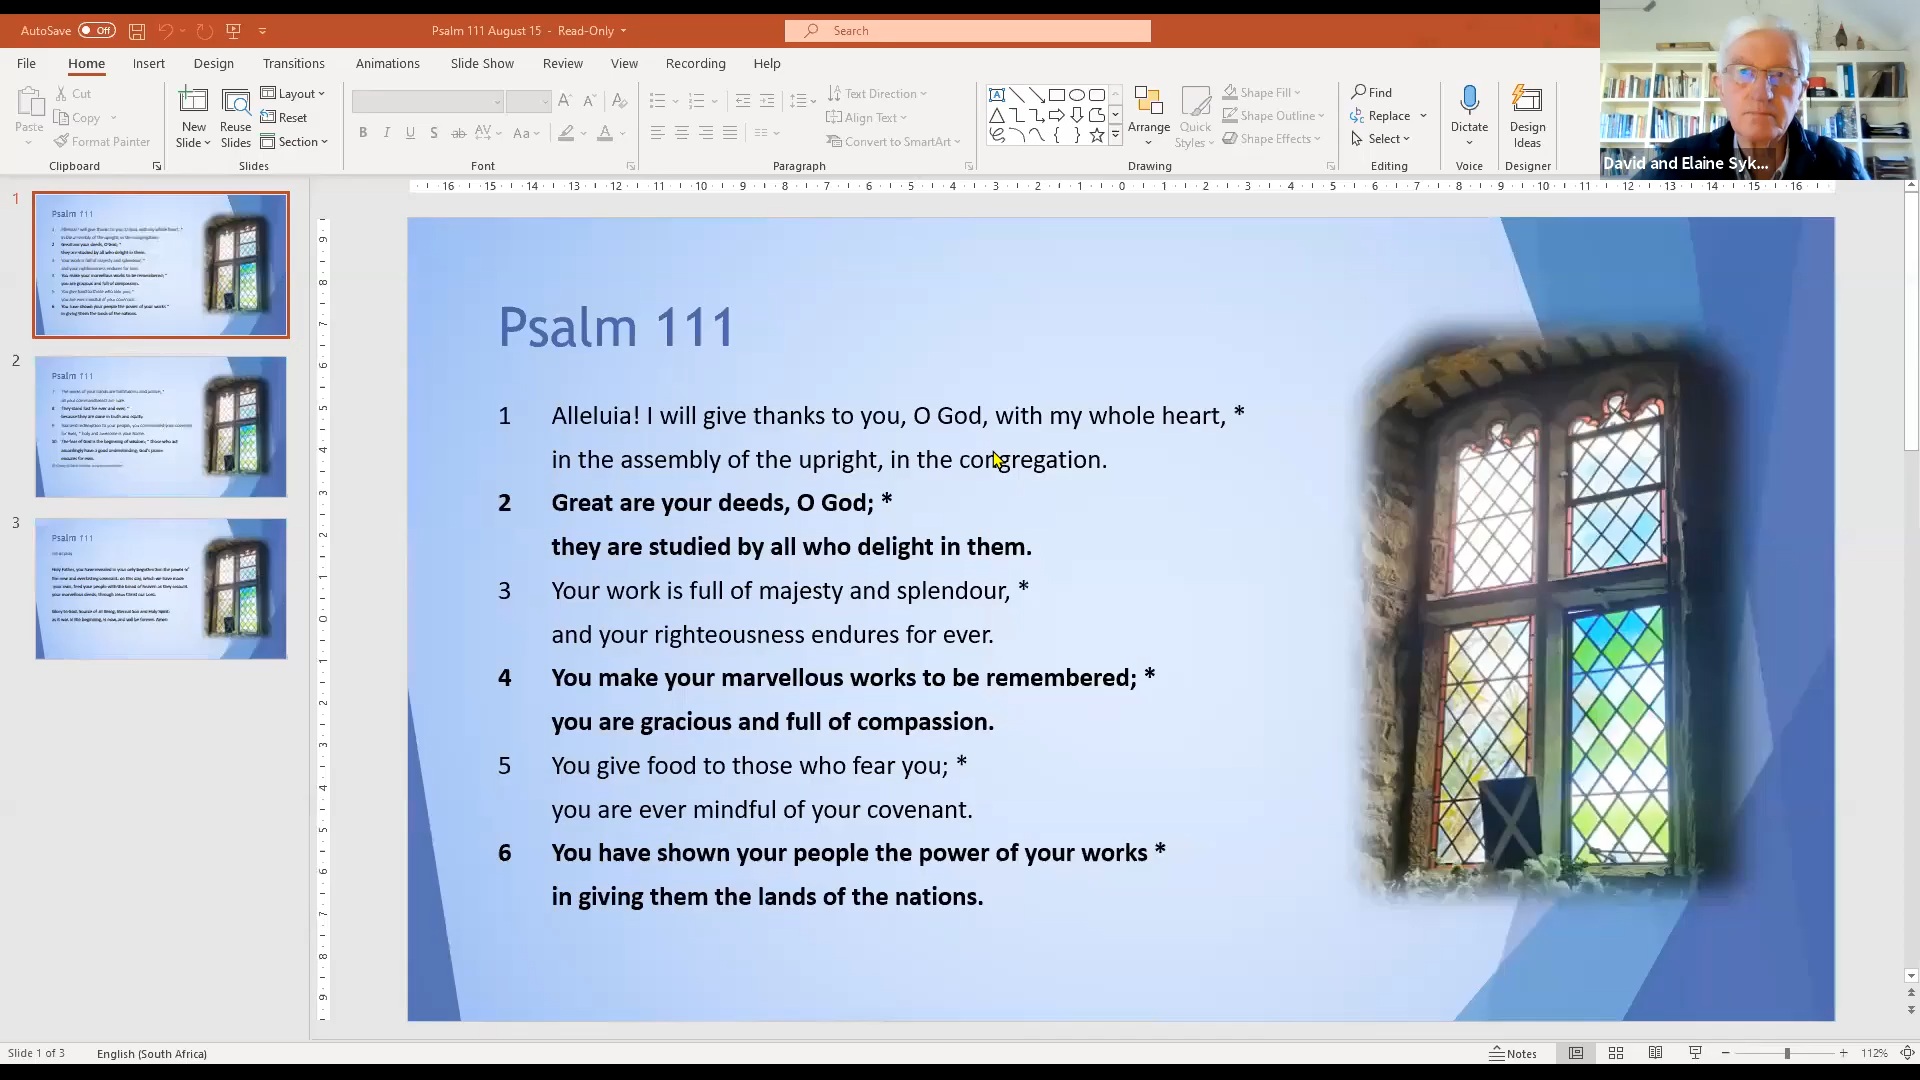 AutoSave Off
Psalm 111 August 15 - Read-Only
Search
File Home Insert Design Transitions Animations Slide Show Review View Recording Help
Paste
Cut
Copy
Format Painter
Clipboard
New Slide
Reuse Slides
Layout
Reset
Section
Slides
Font
Text Direction
Align Text
Convert to SmartArt
Paragraph
Arrange
Quick Styles
Shape Fill
Shape Outline
Shape Effects
Drawing
Find
Replace
Select
Editing
Dictate
Voice
Design Ideas
Designer
David and Elaine Syk...
1
2
3
Psalm 111
Psalm 111
Psalm 111
Psalm 111
1 Alleluia! I will give thanks to you, O God, with my whole heart, *
in the assembly of the upright, in the congregation.
2 Great are your deeds, O God; *
they are studied by all who delight in them.
3 Your work is full of majesty and splendour, *
and your righteousness endures for ever.
4 You make your marvellous works to be remembered; *
you are gracious and full of compassion.
5 You give food to those who fear you; *
you are ever mindful of your covenant.
6 You have shown your people the power of your works *
in giving them the lands of the nations.
Slide 1 of 3
English (South Africa)
Notes
112%